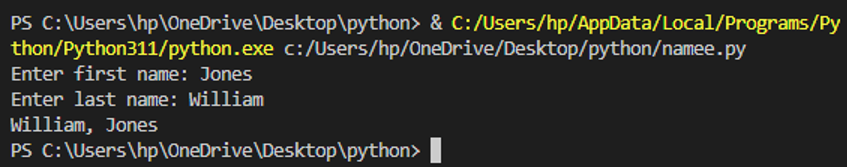 PS C:\Users\hp\OneDrive\Desktop\python> & C:/Users/hp/AppData/Local/Programs/Py
thon/Python311/python.exe c:/Users/hp/OneDrive/Desktop/python/namee.py
Enter first name: Jones
Enter last name: William
William, Jones
PS C:\Users\hp\OneDrive\Desktop\python>